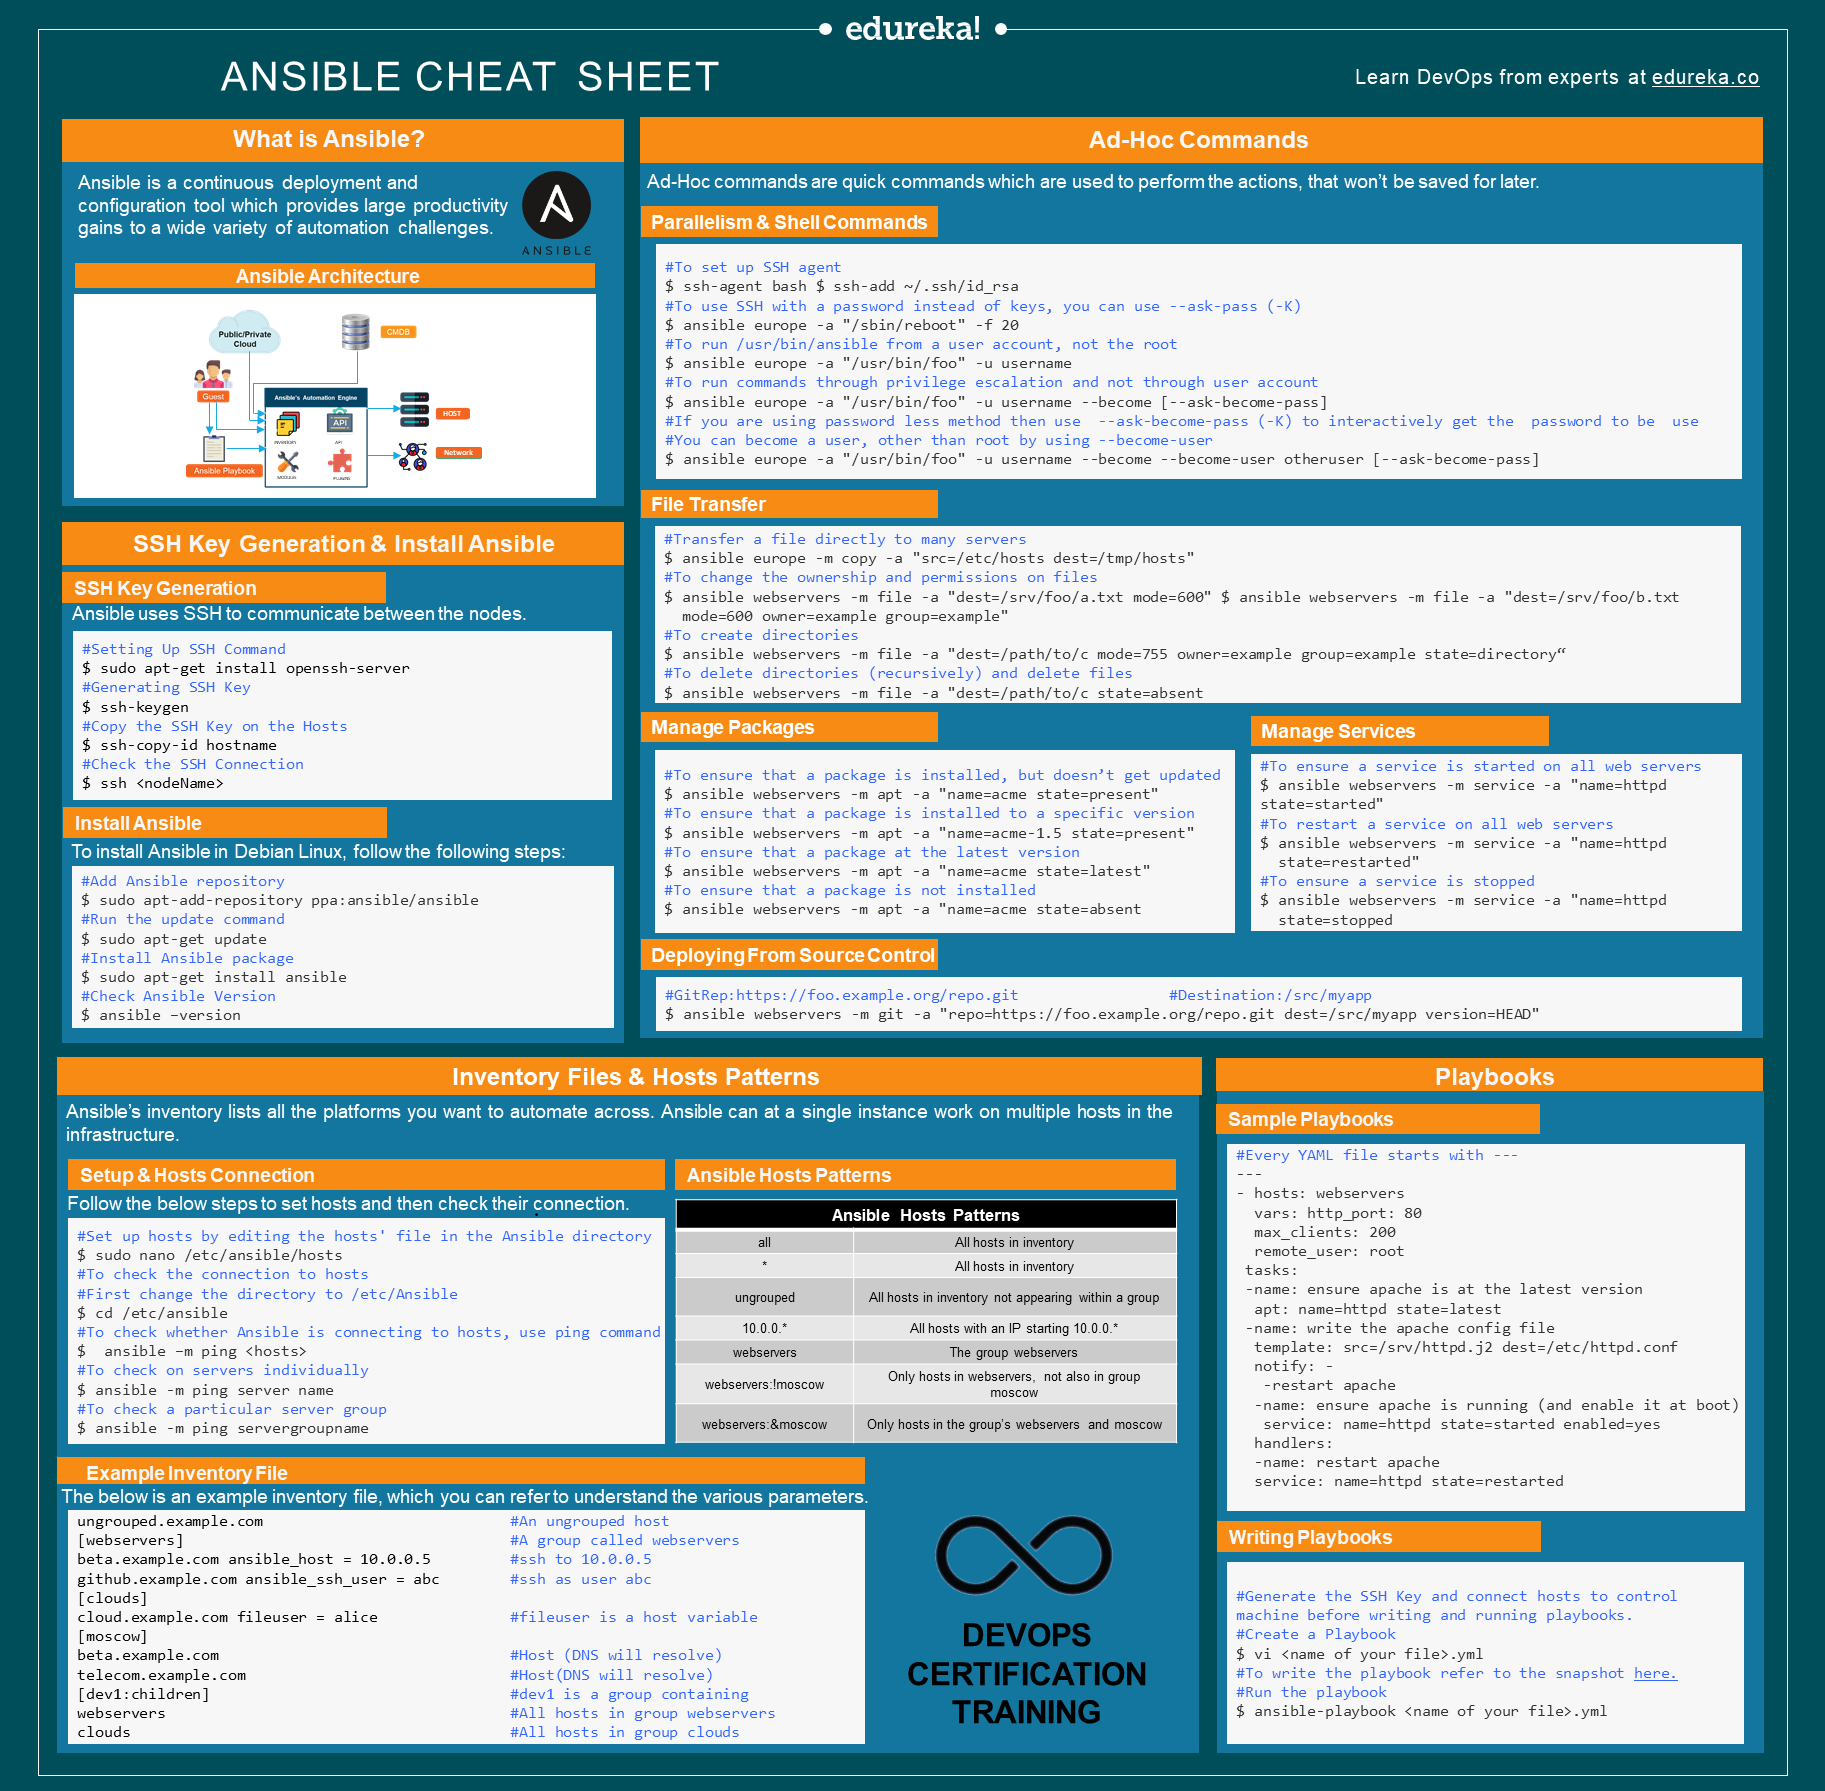 edureka!
ANSIBLE CHEAT SHEET
Learn DevOps from experts at edureka.co
What is Ansible?
Ansible is a continuous deployment and
configuration tool which provides large productivity
gains to a wide variety of automation challenges.
ANSIBLE
Ansible Architecture
Public/Private
Cloud
CMDB
Guest
Ansible's Automation Engine
HOST
INVENTORY
API
API
Network
Ansible Playbook
MODULES
PLUGINS
SSH Key Generation & Install Ansible
SSH Key Generation
Ansible uses SSH to communicate between the nodes.
#Setting Up SSH Command
$ sudo apt-get install openssh-server
#Generating SSH Key
$ ssh-keygen
#Copy the SSH Key on the Hosts
$ ssh-copy-id hostname
#Check the SSH Connection
$ ssh <nodeName>
Install Ansible
To install Ansible in Debian Linux, follow the following steps:
#Add Ansible repository
$ sudo apt-add-repository ppa:ansible/ansible
#Run the update command
$ sudo apt-get update
#Install Ansible package
$ sudo apt-get install ansible
#Check Ansible Version
$ ansible –version
Ad-Hoc Commands
Ad-Hoc commands are quick commands which are used to perform the actions, that won’t be saved for later.
Parallelism & Shell Commands
#To set up SSH agent
$ ssh-agent bash $ ssh-add ~/.ssh/id_rsa
#To use SSH with a password instead of keys, you can use --ask-pass (-K)
$ ansible europe -a "/sbin/reboot" -f 20
#To run /usr/bin/ansible from a user account, not the root
$ ansible europe -a "/usr/bin/foo" -u username
#To run commands through privilege escalation and not through user account
$ ansible europe -a "/usr/bin/foo" -u username --become [--ask-become-pass]
#If you are using password less method then use  --ask-become-pass (-K) to interactively get the  password to be  use
#You can become a user, other than root by using --become-user
$ ansible europe -a "/usr/bin/foo" -u username --become --become-user otheruser [--ask-become-pass]
File Transfer
#Transfer a file directly to many servers
$ ansible europe -m copy -a "src=/etc/hosts dest=/tmp/hosts"
#To change the ownership and permissions on files
$ ansible webservers -m file -a "dest=/srv/foo/a.txt mode=600" $ ansible webservers -m file -a "dest=/srv/foo/b.txt
mode=600 owner=example group=example"
#To create directories
$ ansible webservers -m file -a "dest=/path/to/c mode=755 owner=example group=example state=directory“
#To delete directories (recursively) and delete files
$ ansible webservers -m file -a "dest=/path/to/c state=absent
Manage Packages
#To ensure that a package is installed, but doesn’t get updated
$ ansible webservers -m apt -a "name=acme state=present"
#To ensure that a package is installed to a specific version
$ ansible webservers -m apt -a "name=acme-1.5 state=present"
#To ensure that a package at the latest version
$ ansible webservers -m apt -a "name=acme state=latest"
#To ensure that a package is not installed
$ ansible webservers -m apt -a "name=acme state=absent
Manage Services
#To ensure a service is started on all web servers
$ ansible webservers -m service -a "name=httpd
state=started"
#To restart a service on all web servers
$ ansible webservers -m service -a "name=httpd
state=restarted"
#To ensure a service is stopped
$ ansible webservers -m service -a "name=httpd
state=stopped
Deploying From Source Control
#GitRep:https://foo.example.org/repo.git #Destination:/src/myapp
$ ansible webservers -m git -a "repo=https://foo.example.org/repo.git dest=/src/myapp version=HEAD"
Inventory Files & Hosts Patterns
Ansible’s inventory lists all the platforms you want to automate across. Ansible can at a single instance work on multiple hosts in the
infrastructure.
Setup & Hosts Connection
Follow the below steps to set hosts and then check their connection.
#Set up hosts by editing the hosts' file in the Ansible directory
$ sudo nano /etc/ansible/hosts
#To check the connection to hosts
#First change the directory to /etc/Ansible
$ cd /etc/ansible
#To check whether Ansible is connecting to hosts, use ping command
$  ansible –m ping <hosts>
#To check on servers individually
$ ansible -m ping server name
#To check a particular server group
$ ansible -m ping servergroupname
Ansible Hosts Patterns
Ansible Hosts Patterns
all All hosts in inventory
* All hosts in inventory
ungrouped All hosts in inventory not appearing within a group
10.0.0.* All hosts with an IP starting 10.0.0.*
webservers The group webservers
webservers:!moscow Only hosts in webservers, not also in group
moscow
webservers:&moscow Only hosts in the group’s webservers and moscow
Example Inventory File
The below is an example inventory file, which you can refer to understand the various parameters.
ungrouped.example.com #An ungrouped host
[webservers] #A group called webservers
beta.example.com ansible_host = 10.0.0.5 #ssh to 10.0.0.5
github.example.com ansible_ssh_user = abc #ssh as user abc
[clouds]
cloud.example.com fileuser = alice #fileuser is a host variable
[moscow]
beta.example.com #Host (DNS will resolve)
telecom.example.com #Host(DNS will resolve)
[dev1:children] #dev1 is a group containing
webservers #All hosts in group webservers
clouds #All hosts in group clouds
DEVOPS
CERTIFICATION
TRAINING
Playbooks
Sample Playbooks
#Every YAML file starts with ---
---
- hosts: webservers
vars: http_port: 80
max_clients: 200
remote_user: root
tasks:
-name: ensure apache is at the latest version
apt: name=httpd state=latest
-name: write the apache config file
template: src=/srv/httpd.j2 dest=/etc/httpd.conf
notify: -
-restart apache
-name: ensure apache is running (and enable it at boot)
service: name=httpd state=started enabled=yes
handlers:
-name: restart apache
service: name=httpd state=restarted
Writing Playbooks
#Generate the SSH Key and connect hosts to control
machine before writing and running playbooks.
#Create a Playbook
$ vi <name of your file>.yml
#To write the playbook refer to the snapshot here.
#Run the playbook
$ ansible-playbook <name of your file>.yml